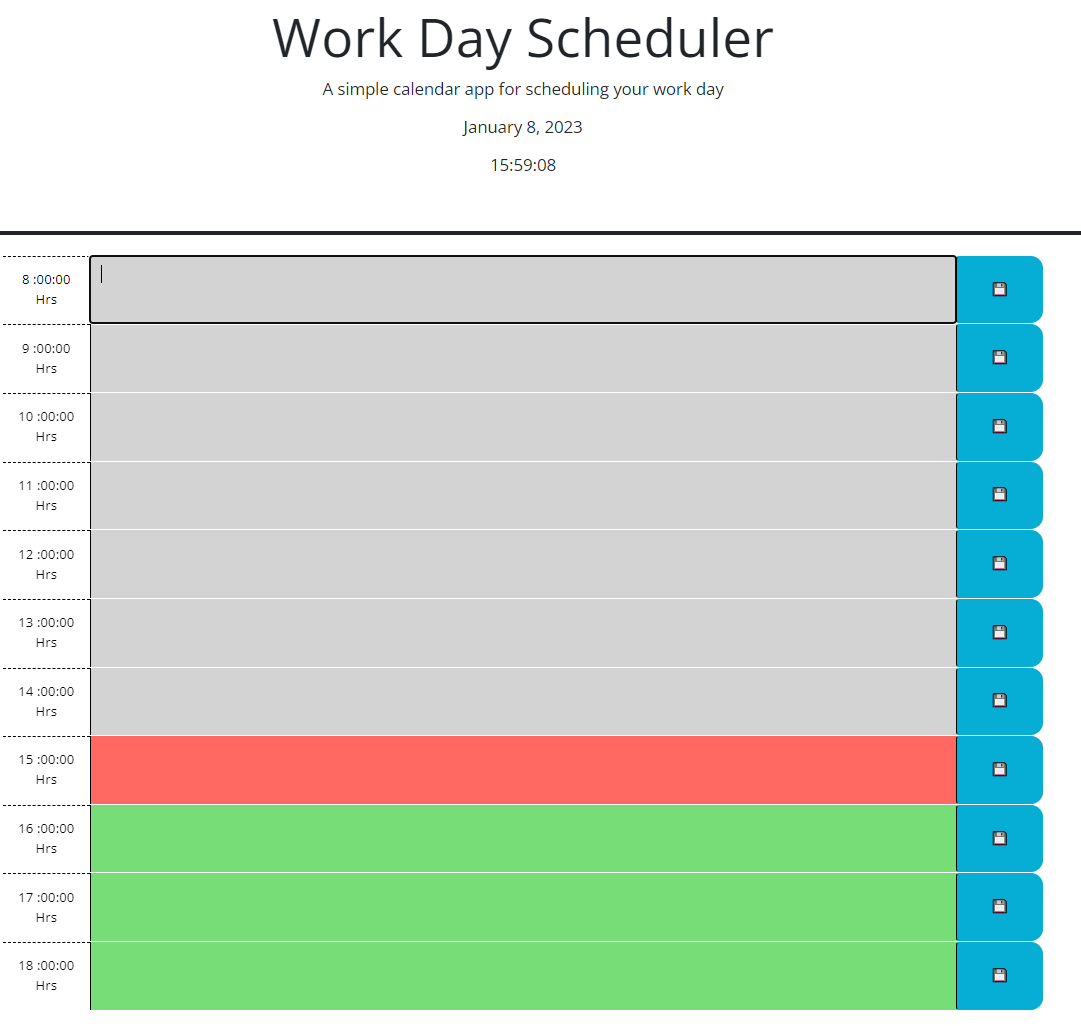 Work Day Scheduler
A simple calendar app for scheduling your work day
January 8, 2023
15:59:08
8 :00:00
Hrs
9 :00:00
Hrs
10 :00:00
Hrs
11 :00:00
Hrs
12 :00:00
Hrs
13 :00:00
Hrs
14 :00:00
Hrs
15 :00:00
Hrs
16 :00:00
Hrs
17 :00:00
Hrs
18 :00:00
Hrs